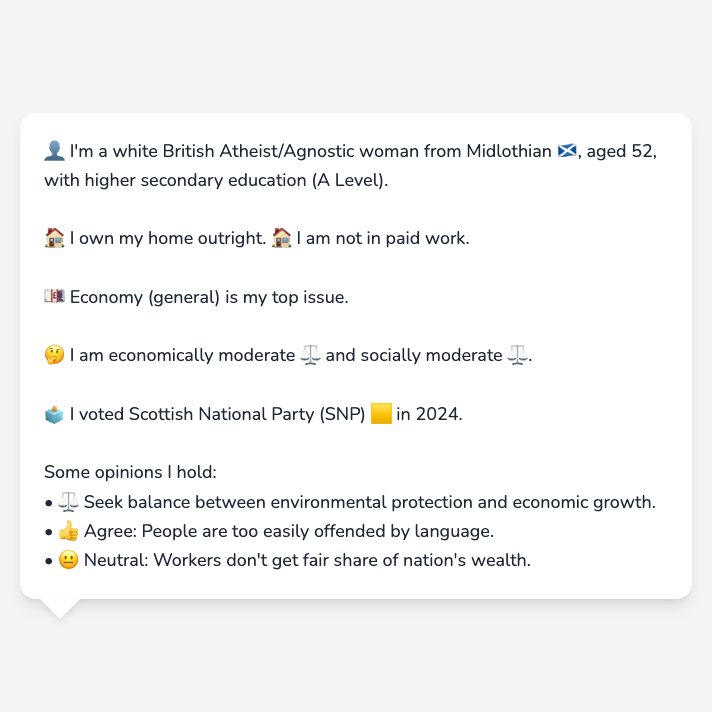 👤 I'm a white British Atheist/Agnostic woman from Midlothian 🏴󠁧󠁢󠁳󠁣󠁴󠁿, aged 52,
with higher secondary education (A Level).
🏠 I own my home outright. 🏠 I am not in paid work.
💷 Economy (general) is my top issue.
🤔 I am economically moderate ⚖️ and socially moderate ⚖️.
🗳️ I voted Scottish National Party (SNP) 🟨 in 2024.
Some opinions I hold:
• ⚖️ Seek balance between environmental protection and economic growth.
• 👍 Agree: People are too easily offended by language.
• 😐 Neutral: Workers don't get fair share of nation's wealth.